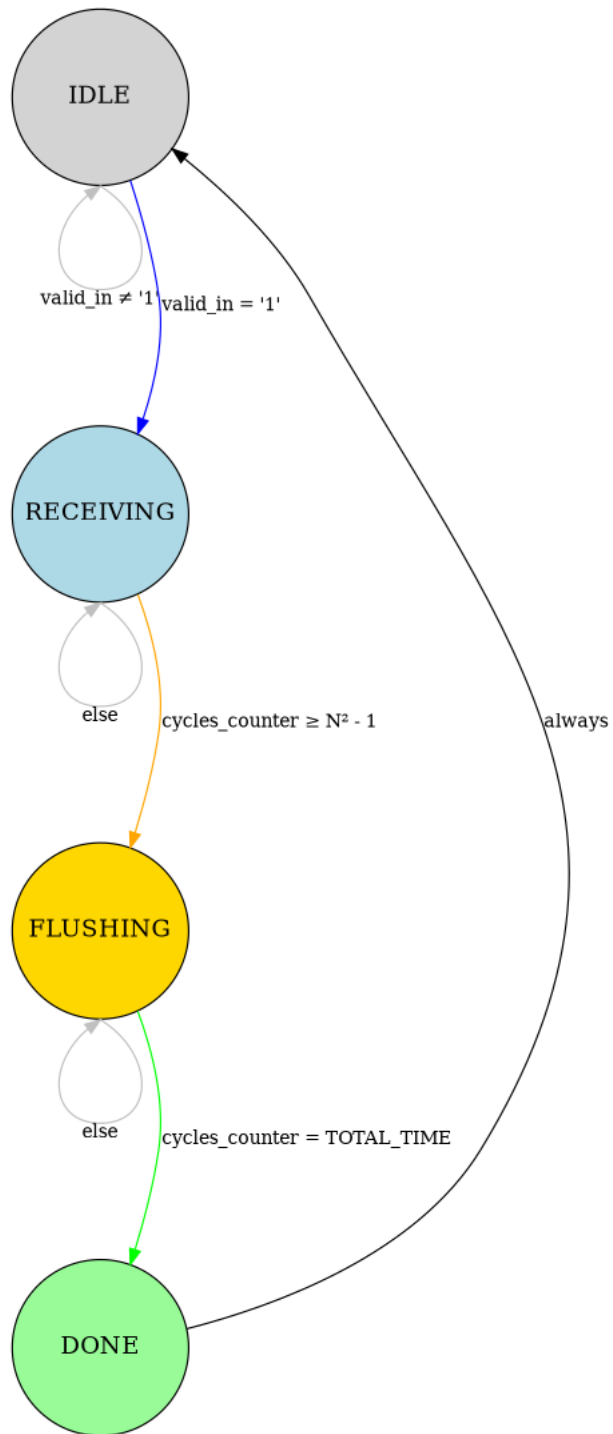 IDLE
valid_in ≠ '1'
valid_in = '1'
RECEIVING
else
cycles_counter ≥ N² - 1
always
FLUSHING
else
cycles_counter = TOTAL_TIME
DONE